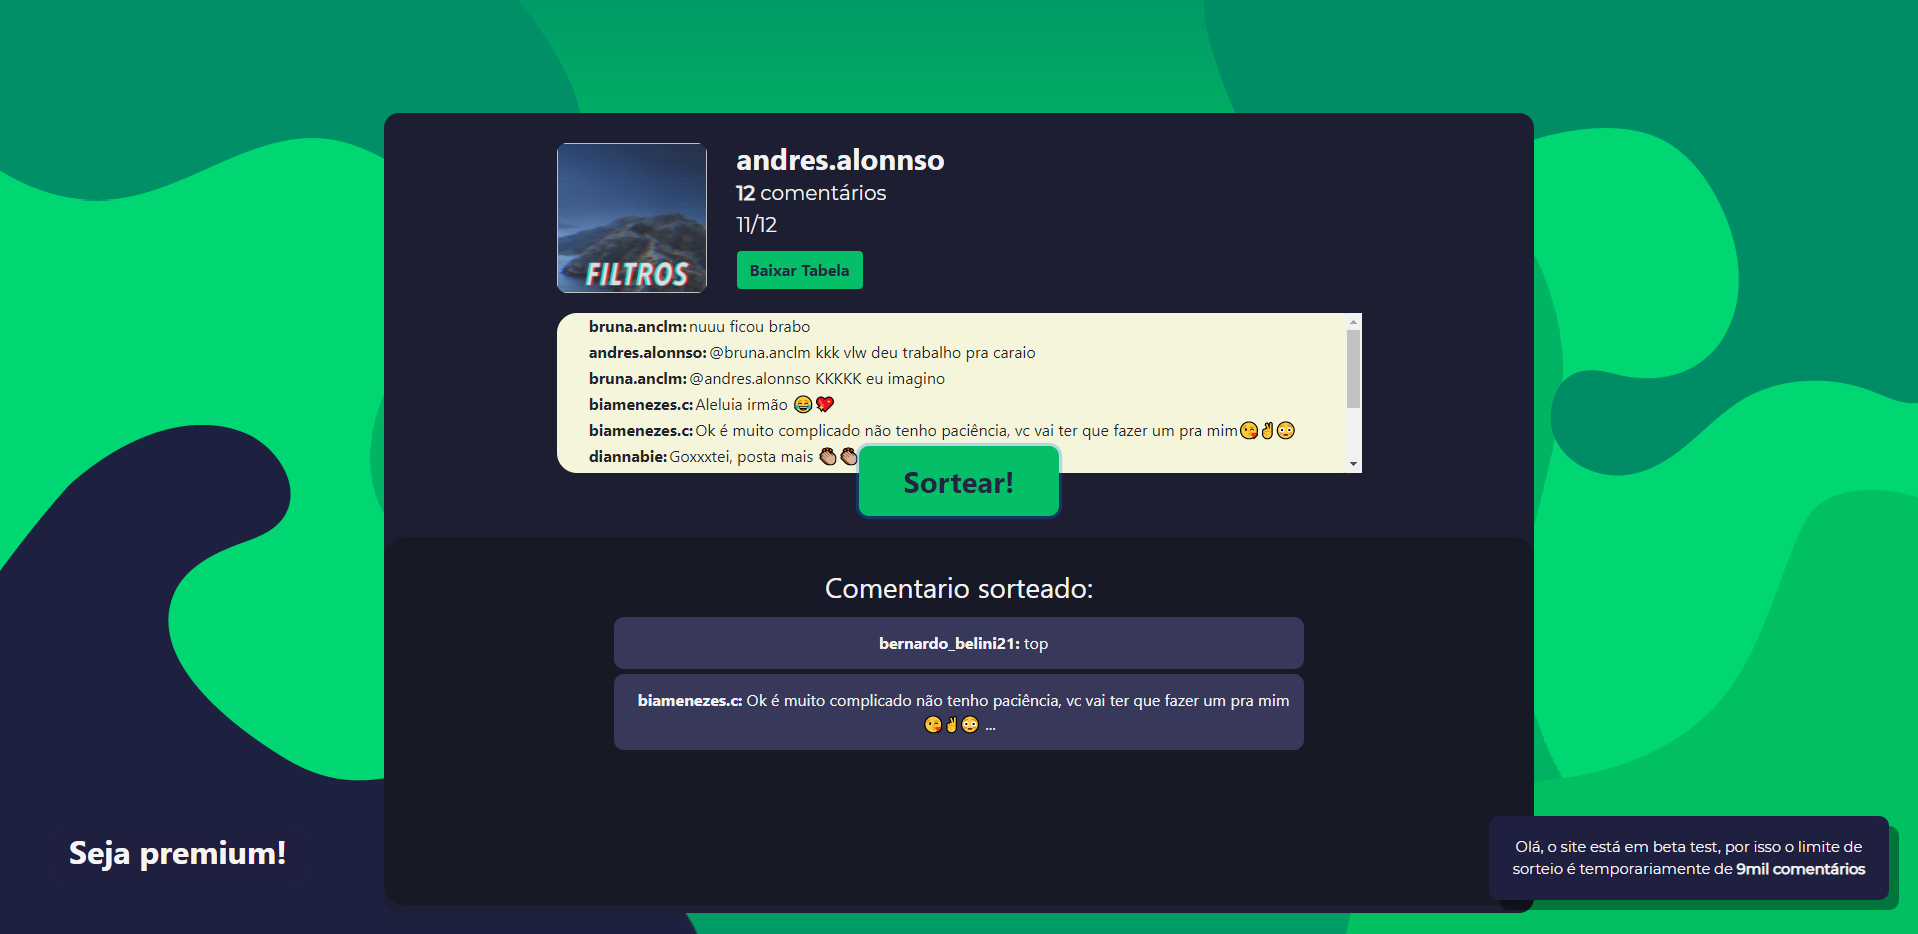 FILTROS
andres.alonnso
12 comentários
11/12
Baixar Tabela
bruna.anclm: nuuu ficou brabo
andres.alonnso: @bruna.anclm kkk vlw deu trabalho pra caraio
bruna.anclm: @andres.alonnso KKKKK eu imagino
biamenezes.c: Aleluia irmão 😂💖
biamenezes.c: Ok é muito complicado não tenho paciência, vc vai ter que fazer um pra mim😘✌️😳
diannabie: Goxxxtei, posta mais 👏🏼👏🏼
Sortear!
Comentario sorteado:
bernardo_belini21: top
biamenezes.c: Ok é muito complicado não tenho paciência, vc vai ter que fazer um pra mim
😘✌️😳 ...
Seja premium!
Olá, o site está em beta test, por isso o limite de
sorteio é temporariamente de 9mil comentários